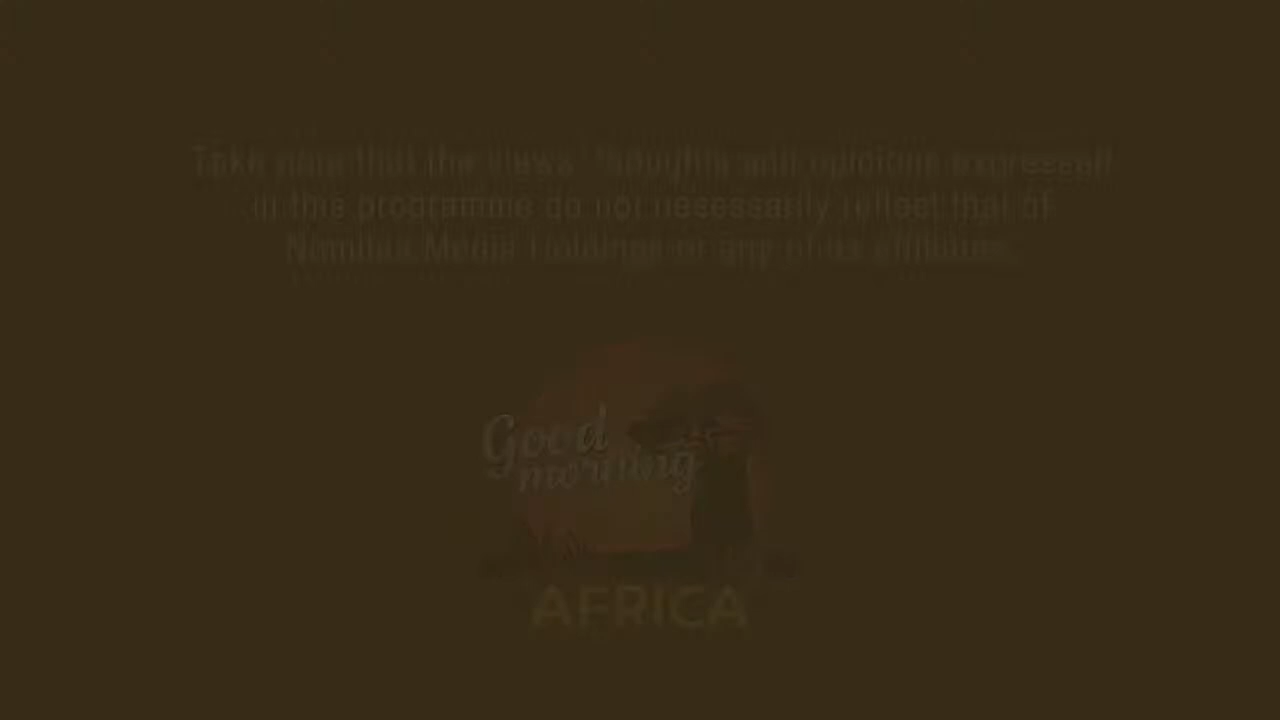 Take note that the views, thoughts and opinions expressed
in this programme do not necessarily reflect that of
Media Holdings or any of its affiliates.
Good
morning
AFRICA